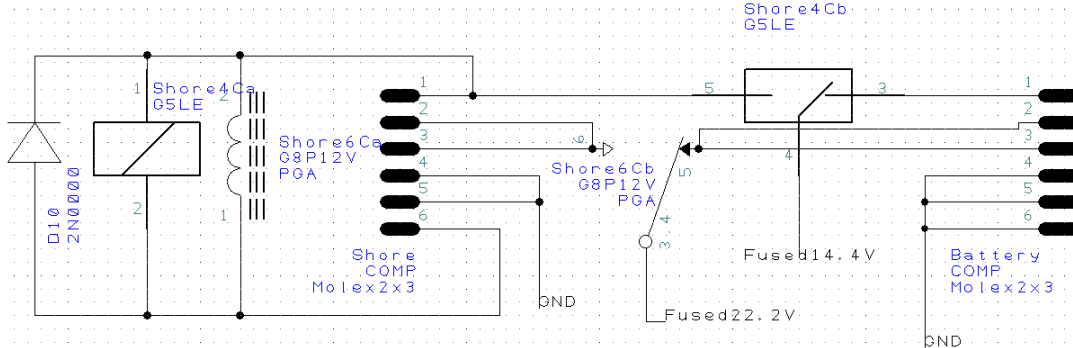 Shore4Cb
G5LE
1
Shore4Ca
G5LE
2
1
2
3
4
5
6
5
3
1
2
3
4
5
6
Shore6Ca
G8P12V
PGA
6
Shore6Cb
G8P12V
PGA
5
4
3
4
2
1
D10
2N0000
Shore
COMP
Molex2x3
GND
Fused14.4V
Fused22.2V
Battery
COMP
Molex2x3
GND